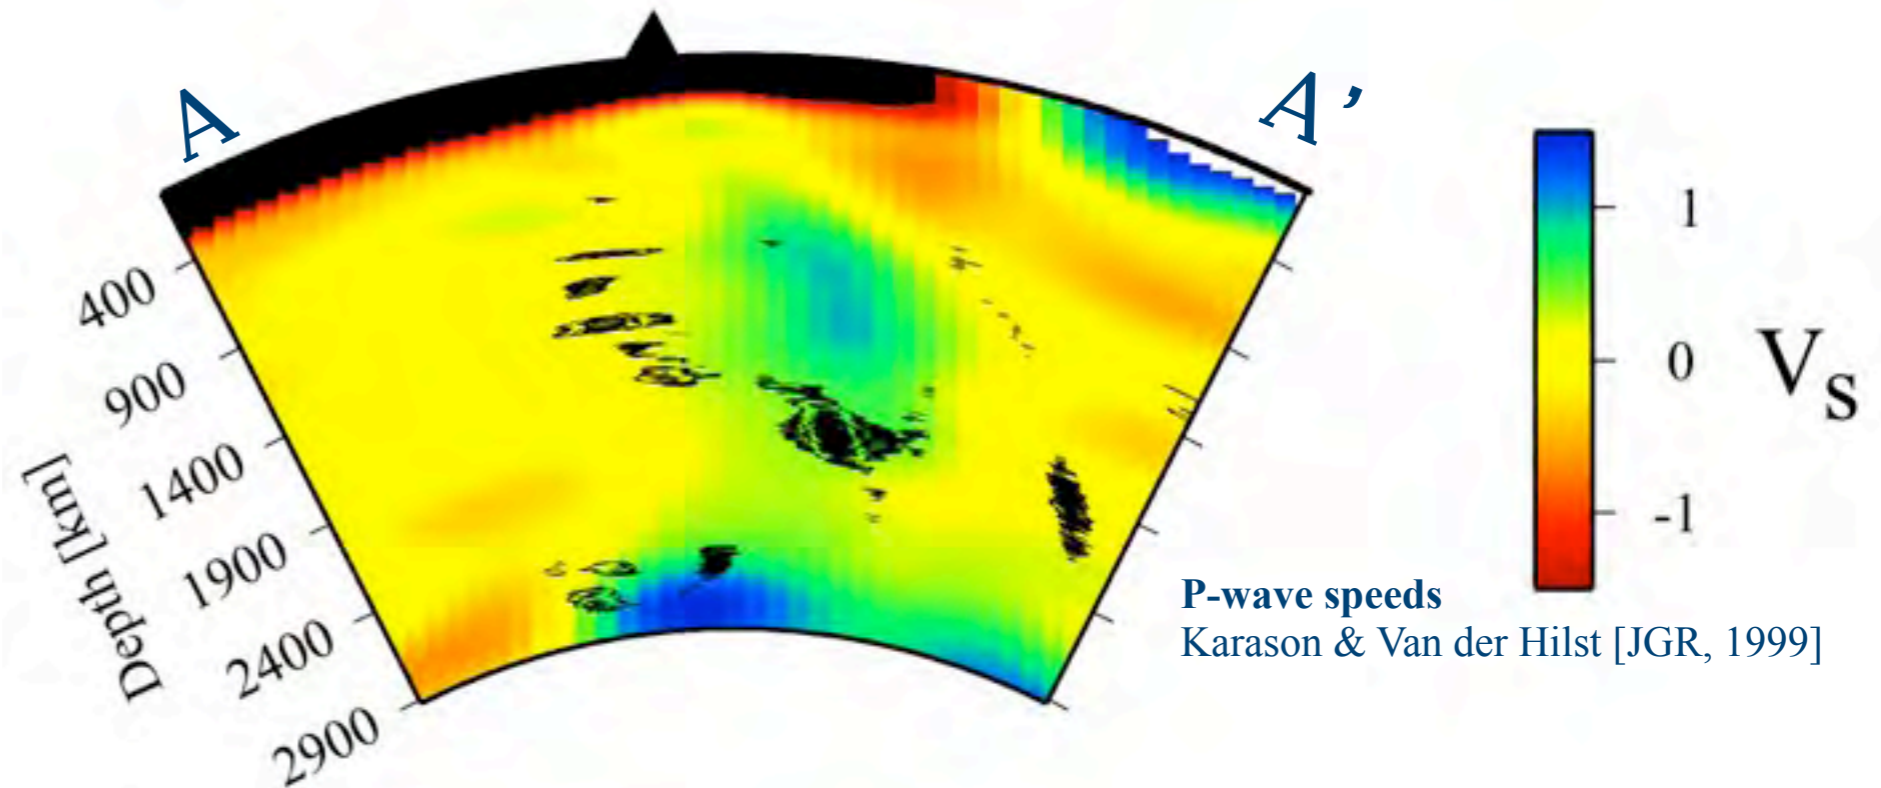 A
A’
400
900
1400
1900
2400
2900
Depth [km]
1
0
-1
VS
P-wave speeds
Karason & Van der Hilst [JGR, 1999]